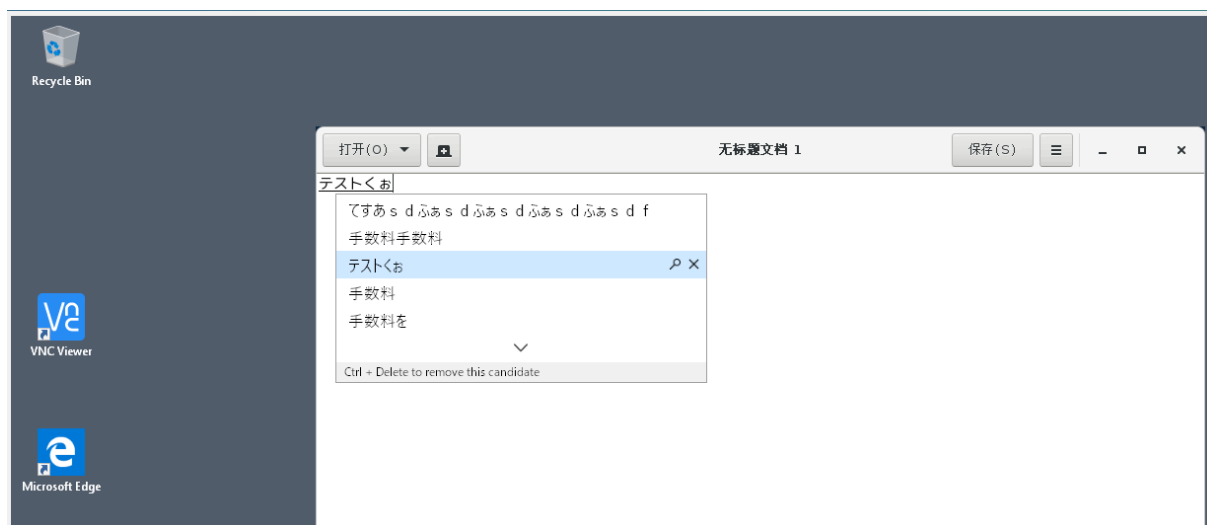 Recycle Bin
打开(O)
无标题文档 1
保存(S)
テストくぉ
てすあｓｄふぁｓｄふぁｓｄふぁｓｄふぁｓｄｆ
手数料手数料
テストくぉ
手数料
手数料を
Ctrl + Delete to remove this candidate
VNC Viewer
Microsoft Edge